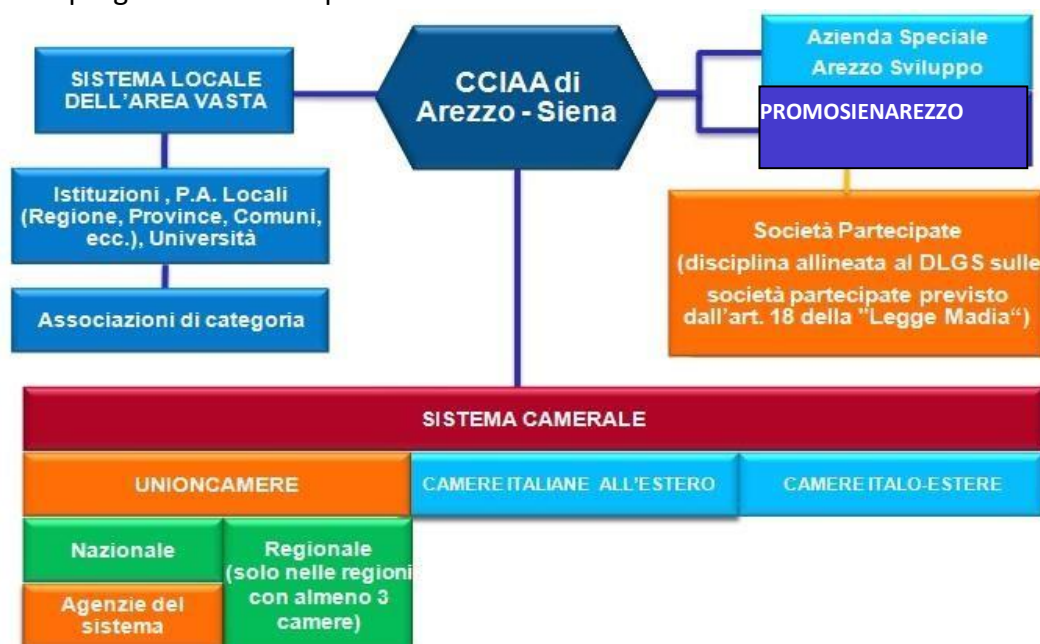 SISTEMA LOCALE
DELL'AREA VASTA
CCIAA di
Arezzo - Siena
Azienda Speciale
Arezzo Sviluppo
PROMOSIENAREZZO
Istituzioni , P.A. Locali
(Regione, Province, Comuni,
ecc.), Università
Associazioni di categoria
Società Partecipate
(disciplina allineata al DLGS sulle
società partecipate previsto
dall'art. 18 della "Legge Madia“)
SISTEMA CAMERALE
UNIONCAMERE
CAMERE ITALIANE ALL'ESTERO
CAMERE ITALO-ESTERE
Nazionale
Agenzie del
sistema
Regionale
(solo nelle regioni
con almeno 3
camere)